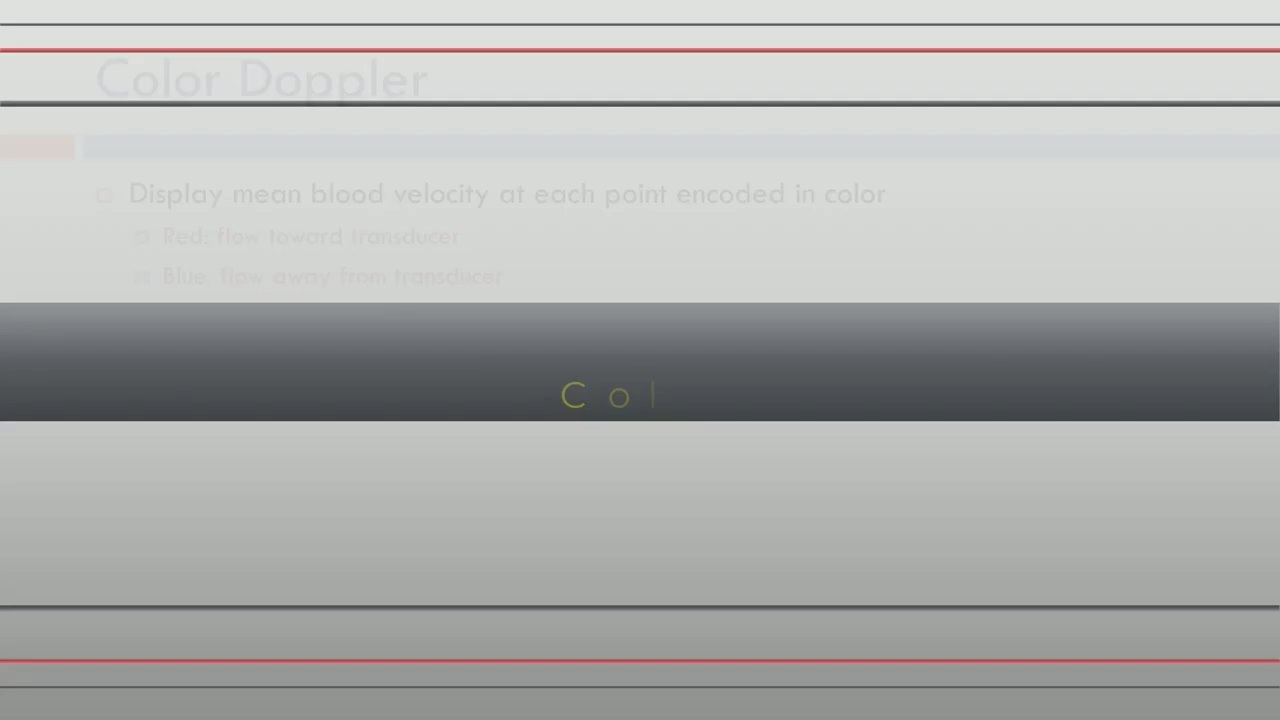 Color Doppler
Display mean blood velocity at each point encoded in color
Red: flow toward transducer
Blue: flow away from transducer
C o l